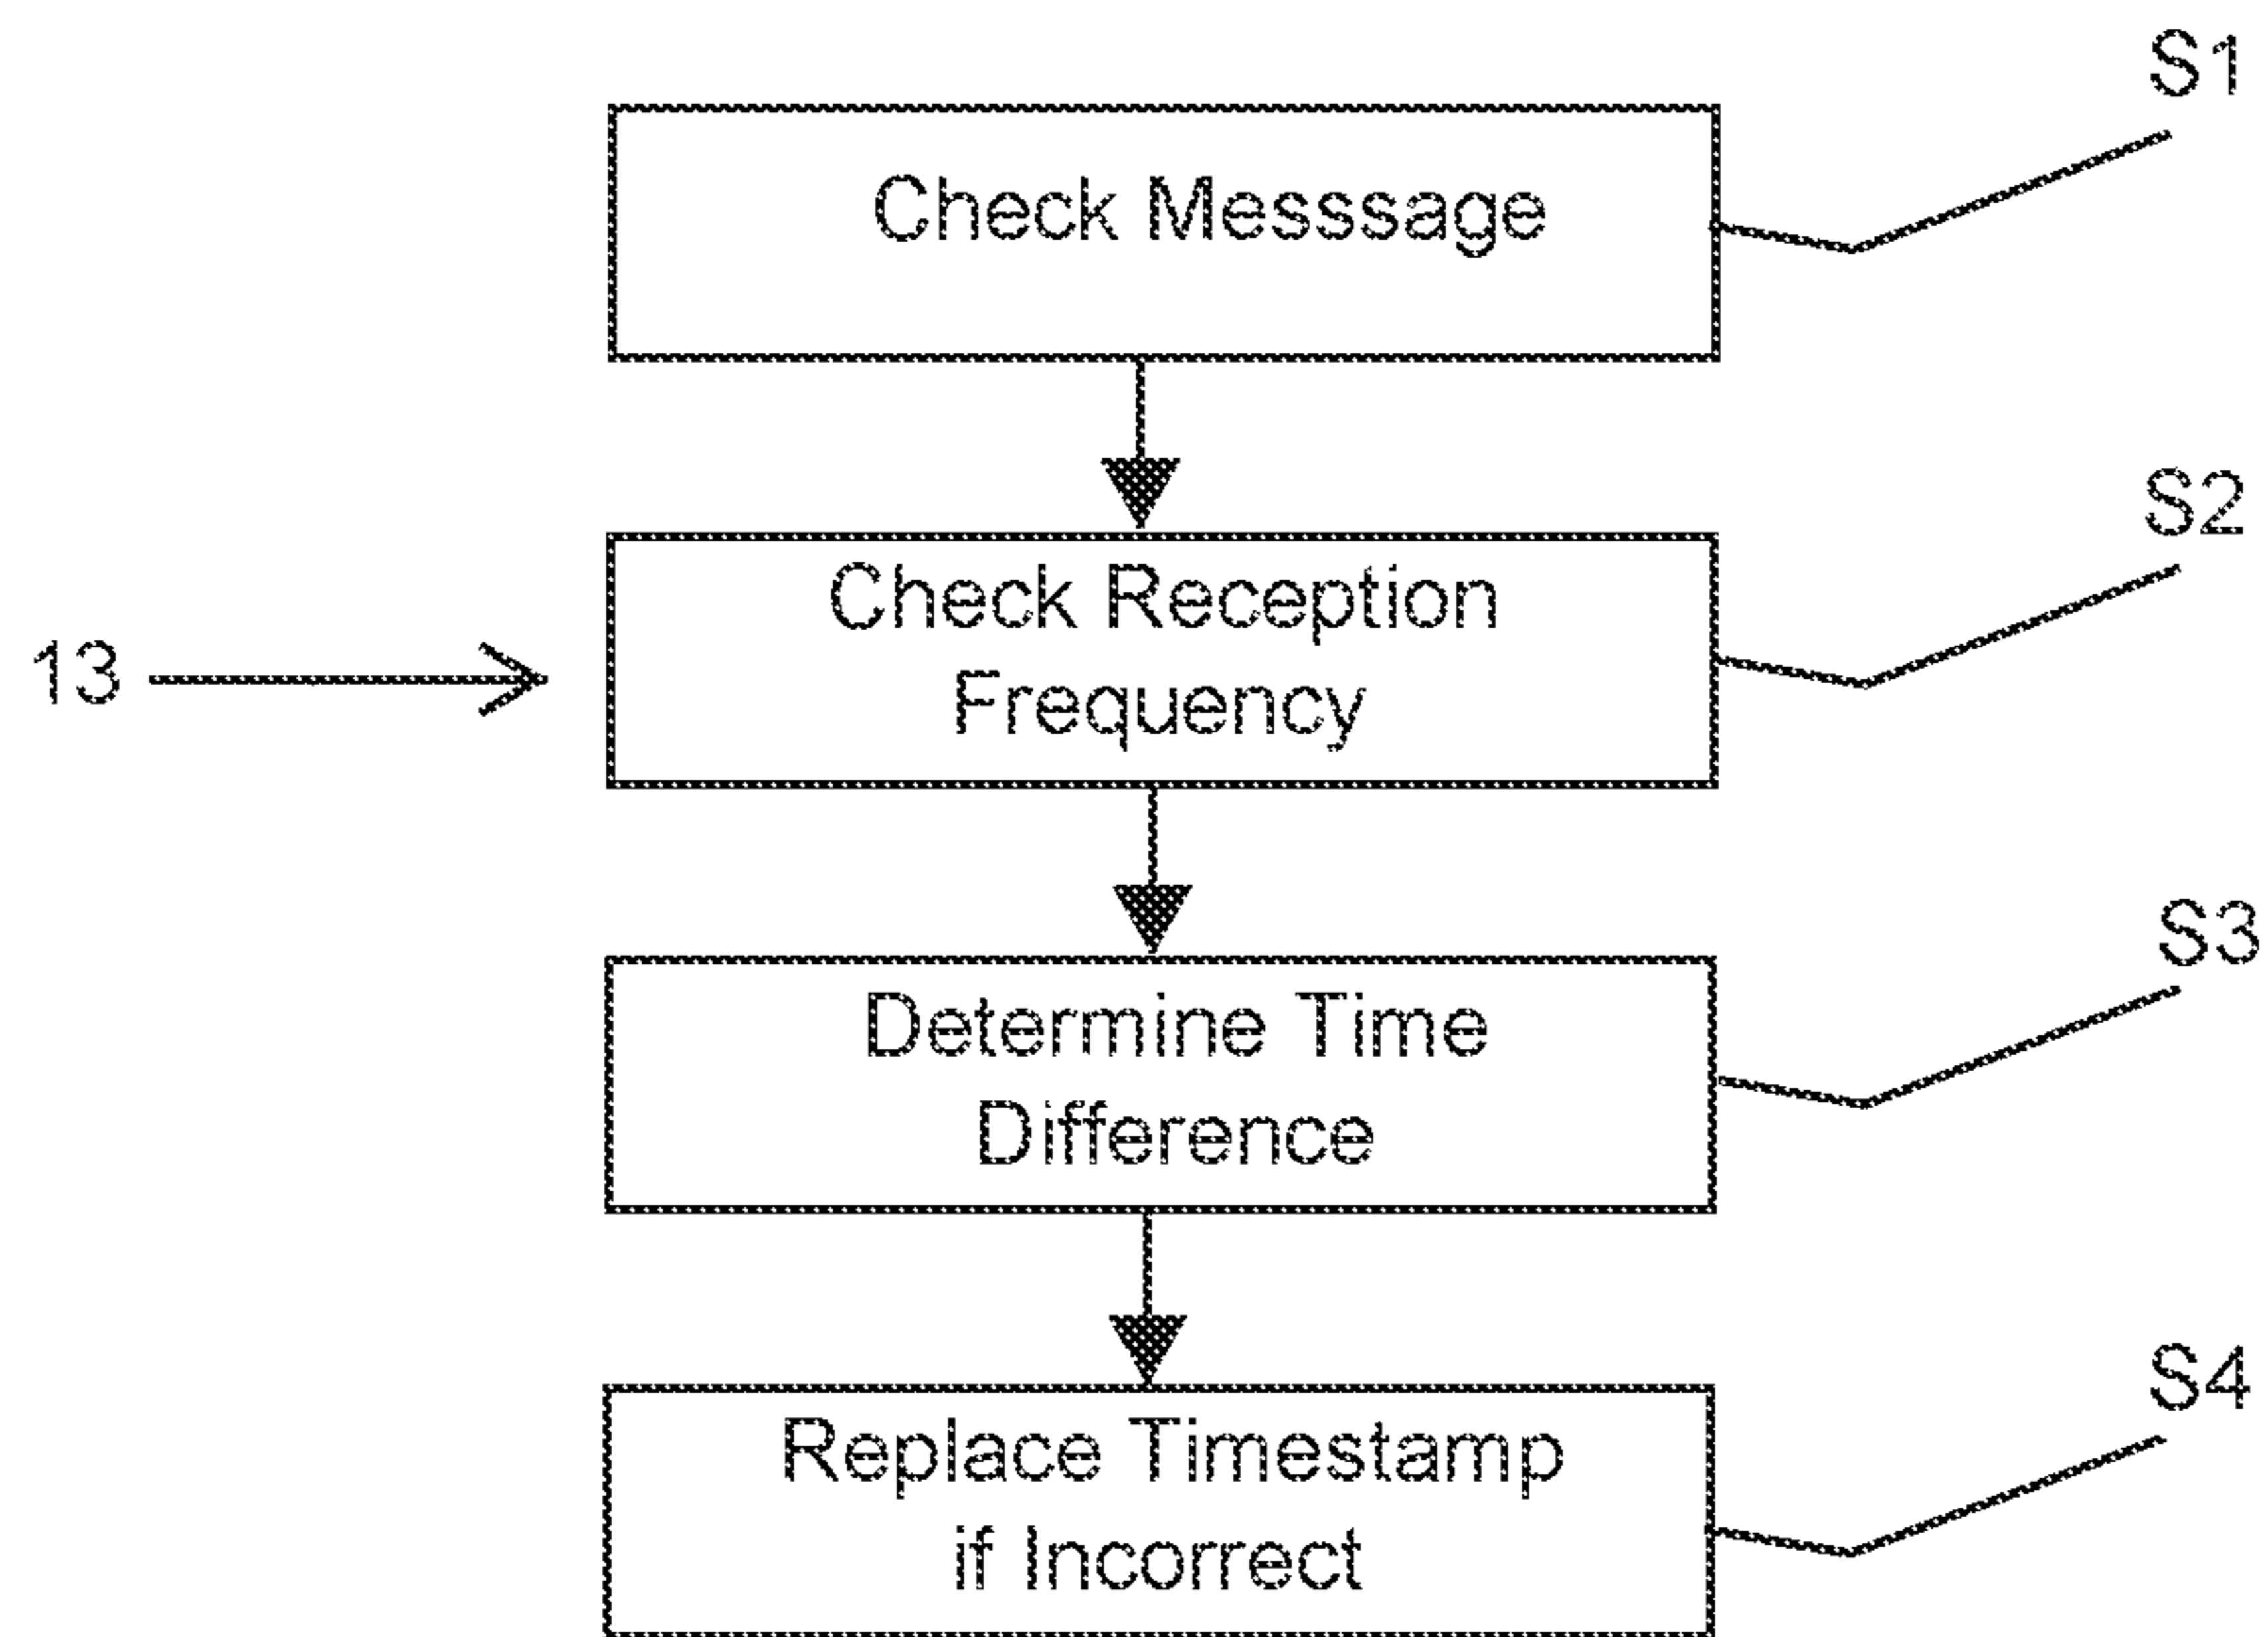 S1
Check Messsage
S2
Check Reception
Frequency
13
S3
Determine Time
Difference
S4
Replace Timestamp
if Incorrect